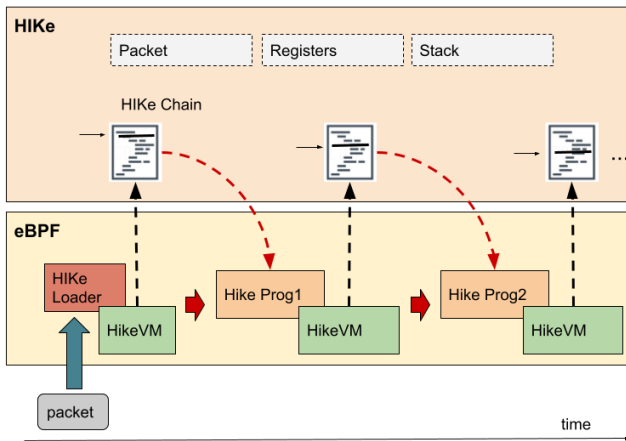 HIKe
Packet
Registers
Stack
HIKe Chain
...
eBPF
HIKe
Loader
HikeVM
Hike Prog1
HikeVM
Hike Prog2
HikeVM
packet
time